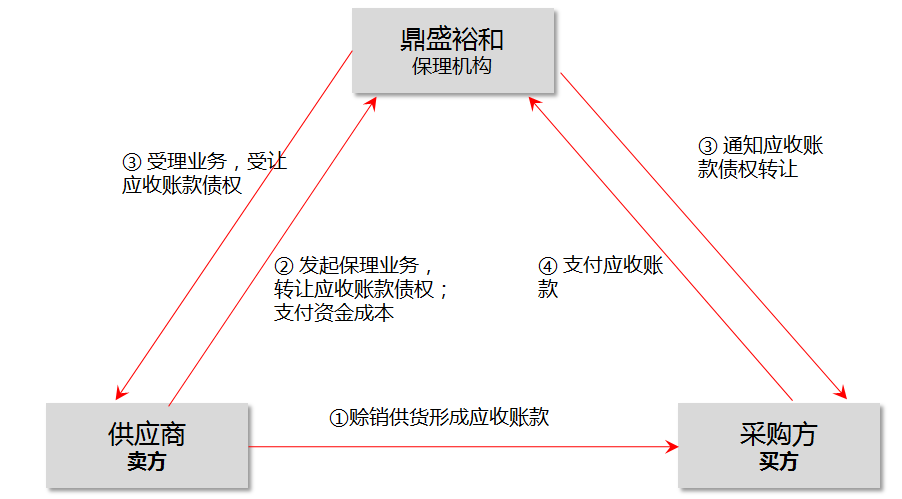 鼎盛裕和
保理机构
③ 受理业务，受让
应收账款债权
③ 通知应收账
款债权转让
② 发起保理业务，
转让应收账款债权；
支付资金成本
④ 支付应收账
款
①赊销供货形成应收账款
供应商
卖方
采购方
买方